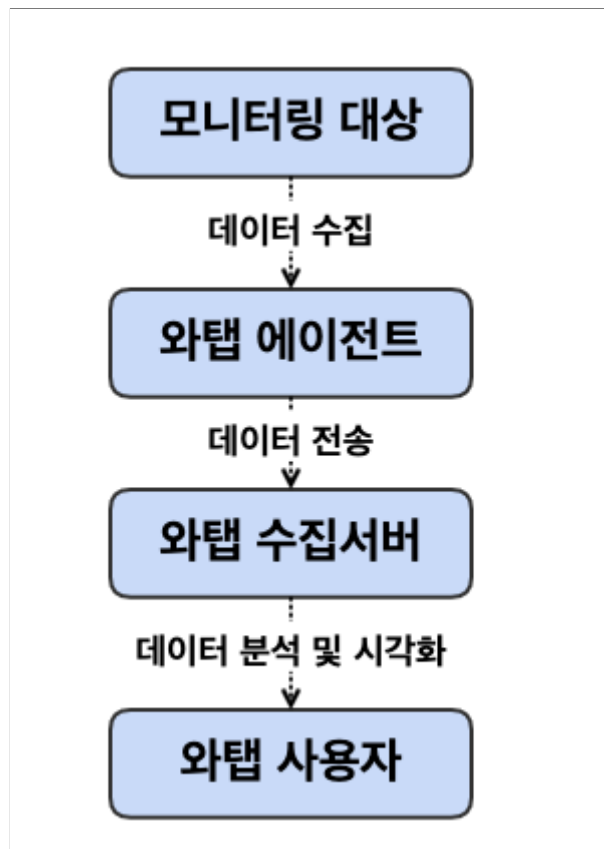 모니터링 대상
데이터 수집
와탭 에이전트
데이터 전송
와탭 수집서버
데이터 분석 및 시각화
와탭 사용자